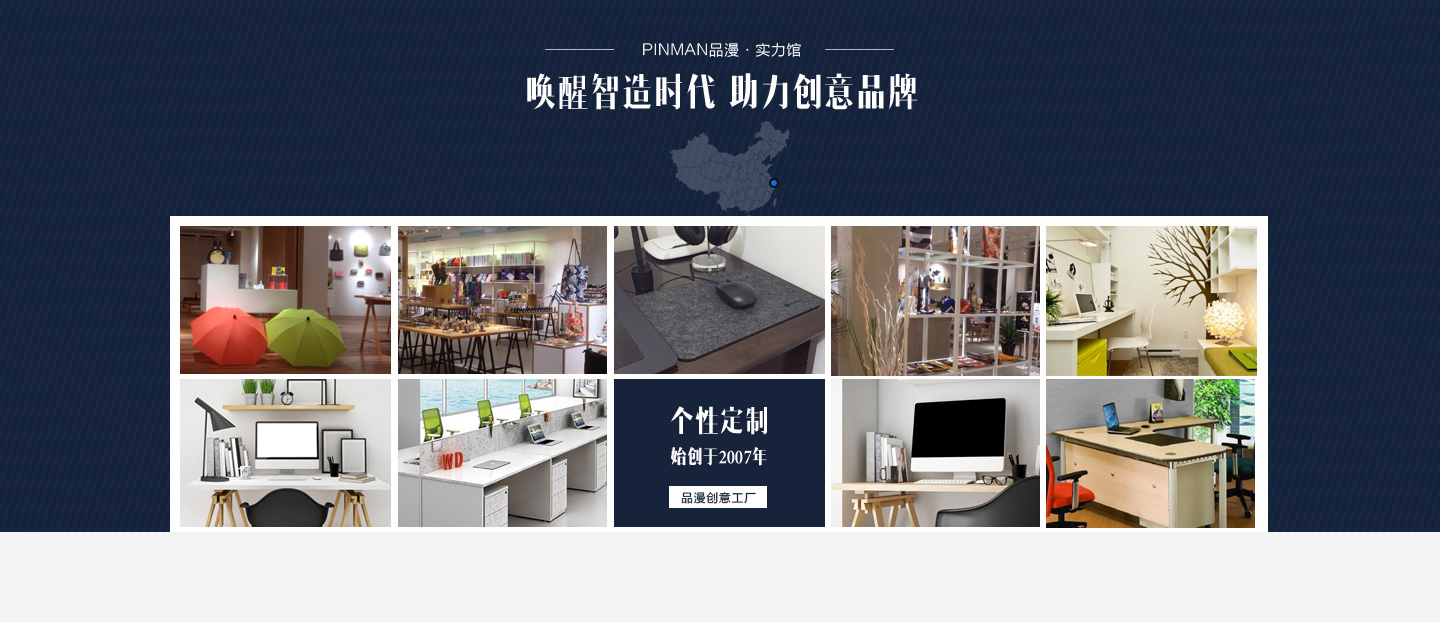 PINMAN品漫 · 实力馆
唤醒智造时代 助力创意品牌
WD
个性定制
始创于2007年
品漫创意工厂